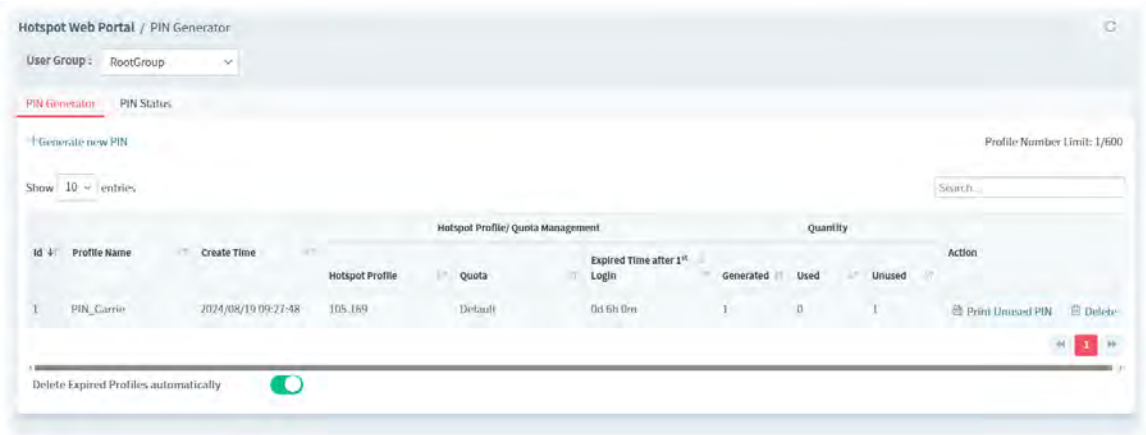 Hotspot Web Portal / PIN Generator
User Group : RootGroup
PIN Generator PIN Status
+Generate new PIN
Profile Number Limit: 1/600
Show 10 entries
Search...
Hotspot Profile/ Quota Management Quantity
Id Profile Name Create Time Hotspot Profile Quota Expired Time after 1st Login Generated Used Unused Action
1 PIN_Carrie 2024/08/19 09:27:48 105.169 Default 0d 6h 0m 1 0 1 Print Unused PIN Delete
1
Delete Expired Profiles automatically